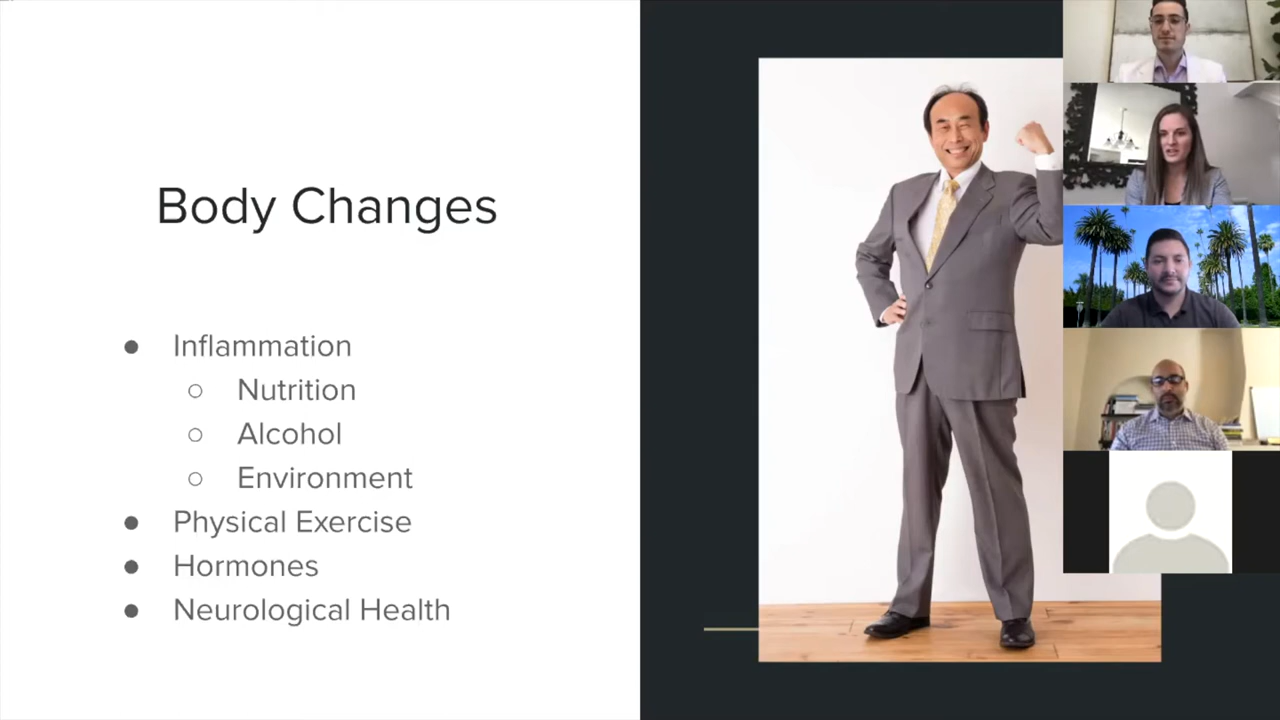 Body Changes
● Inflammation
○ Nutrition
○ Alcohol
○ Environment
● Physical Exercise
● Hormones
● Neurological Health